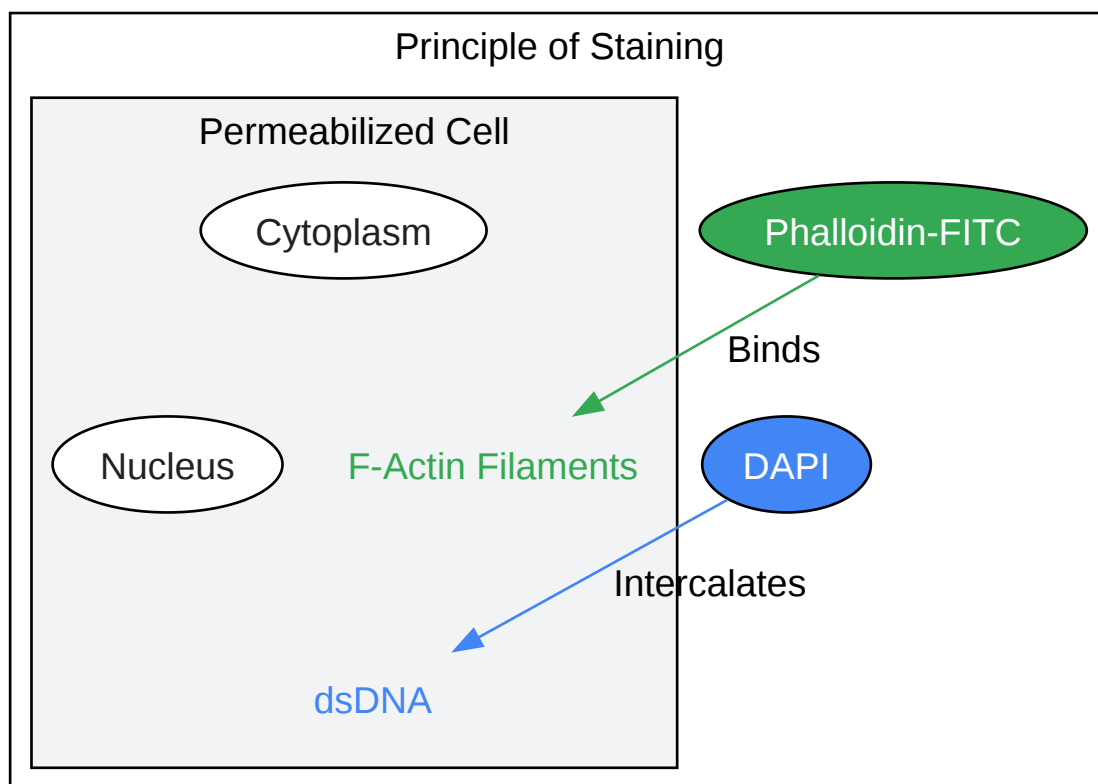 Principle of Staining
Permeabilized Cell
Cytoplasm
Phalloidin-FITC
Binds
Nucleus
F-Actin Filaments
DAPI
Intercalates
dsDNA